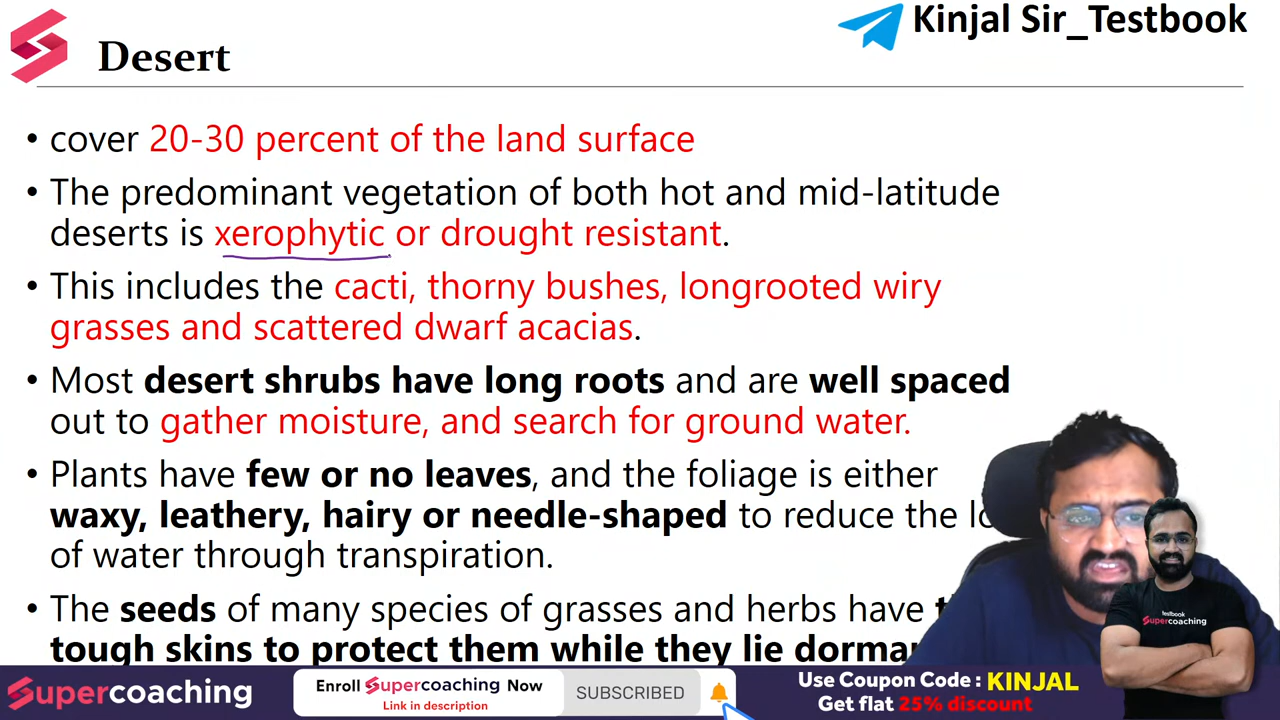 Kinjal Sir_Testbook
Desert
• cover 20-30 percent of the land surface
• The predominant vegetation of both hot and mid-latitude
deserts is xerophytic or drought resistant.
• This includes the cacti, thorny bushes, longrooted wiry
grasses and scattered dwarf acacias.
• Most desert shrubs have long roots and are well spaced
out to gather moisture, and search for ground water.
• Plants have few or no leaves, and the foliage is either
waxy, leathery, hairy or needle-shaped to reduce the
of water through transpiration.
• The seeds of many species of grasses and herbs have
tough skins to protect them while they lie
testbook
Supercoaching
Supercoaching
Enroll Supercoaching Now
Link in description
SUBSCRIBED
Use Coupon Code : KINJAL
Get flat 25% discount